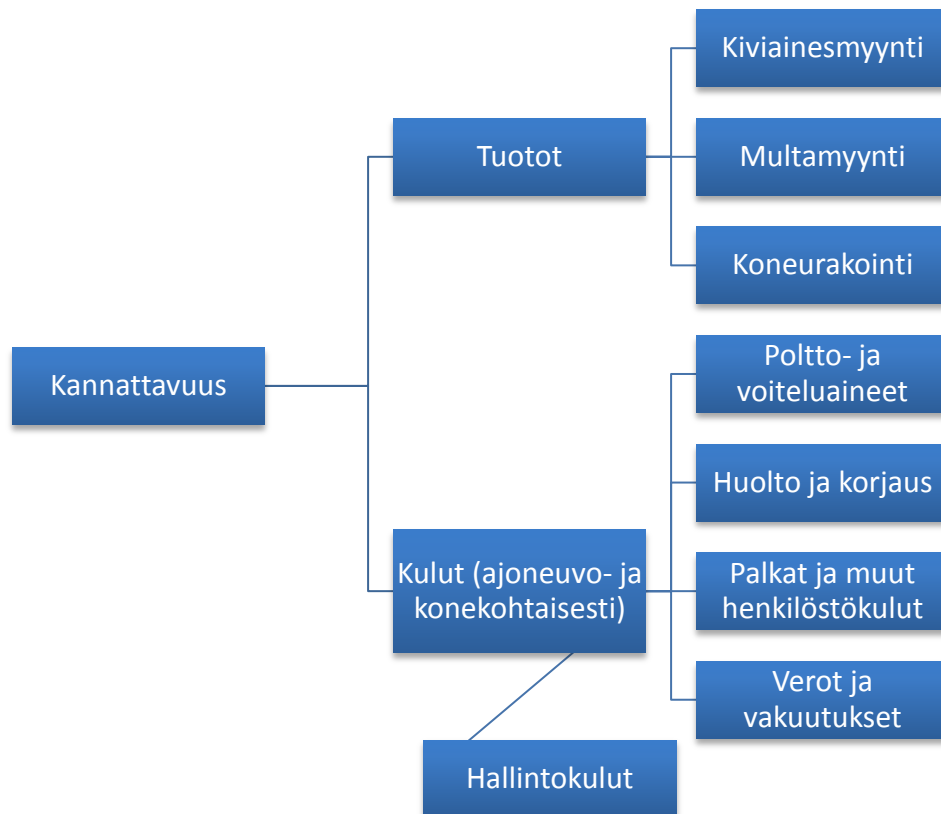 Kannattavuus
Tuotot
Kiviainesmyynti
Multamyynti
Koneurakointi
Kulut (ajoneuvo- ja
konekohtaisesti)
Poltto- ja
voiteluaineet
Huolto ja korjaus
Palkat ja muut
henkilöstökulut
Verot ja
vakuutukset
Hallintokulut